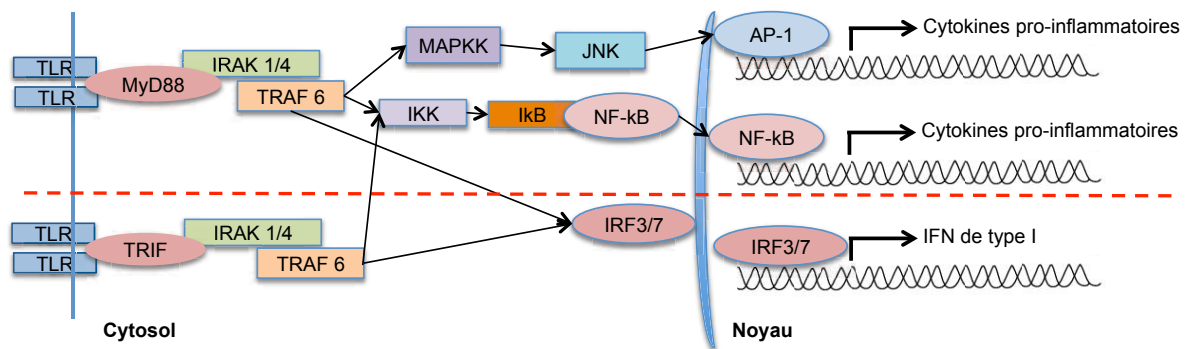 Cytokines pro-inflammatoires
MAPKK
JNK
AP-1
TLR
TLR
MyD88
IRAK 1/4
TRAF 6
IKK
IkB
NF-kB
NF-kB
Cytokines pro-inflammatoires
TLR
TLR
TRIF
IRAK 1/4
TRAF 6
IRF3/7
IRF3/7
IFN de type I
Cytosol
Noyau